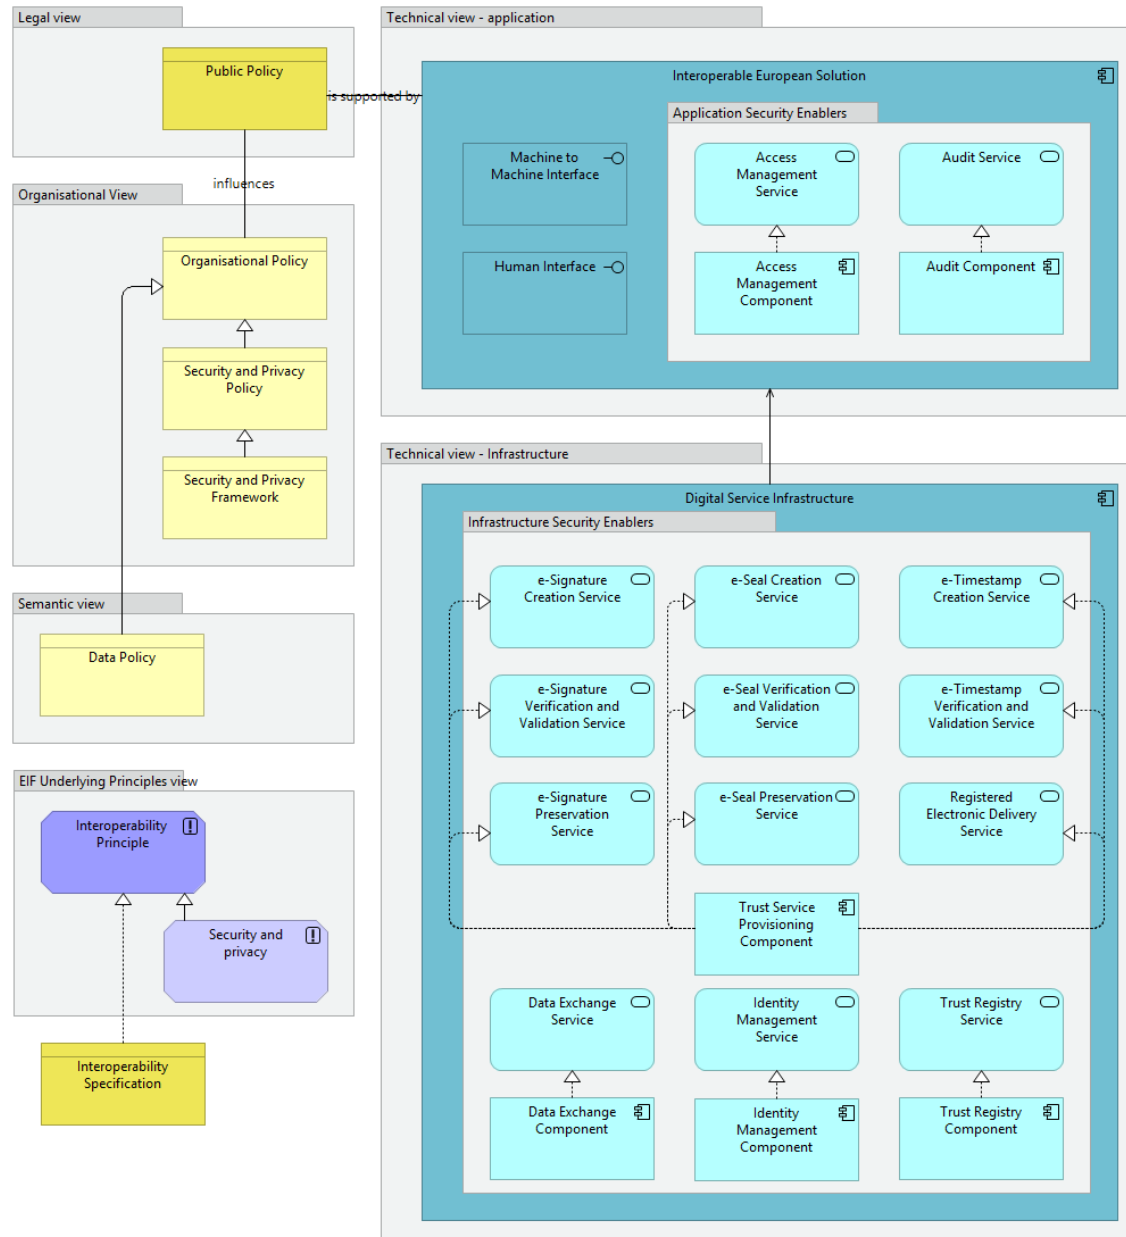 Legal view
Public Policy
is supported by
influences
Organisational View
Organisational Policy
Security and Privacy
Policy
Security and Privacy
Framework
Semantic view
Data Policy
EIF Underlying Principles view
Interoperability
Principle
Security and
privacy
Interoperability
Specification
Technical view - application
Interoperable European Solution
Application Security Enablers
Machine to
Machine Interface
Access
Management
Service
Audit Service
Human Interface
Access
Management
Component
Audit Component
Technical view - Infrastructure
Digital Service Infrastructure
Infrastructure Security Enablers
e-Signature
Creation Service
e-Seal Creation
Service
e-Timestamp
Creation Service
e-Signature
Verification and
Validation Service
e-Seal Verification
and Validation
Service
e-Timestamp
Verification and
Validation Service
e-Signature
Preservation
Service
e-Seal Preservation
Service
Registered
Electronic Delivery
Service
Trust Service
Provisioning
Component
Data Exchange
Service
Identity
Management
Service
Trust Registry
Service
Data Exchange
Component
Identity
Management
Component
Trust Registry
Component